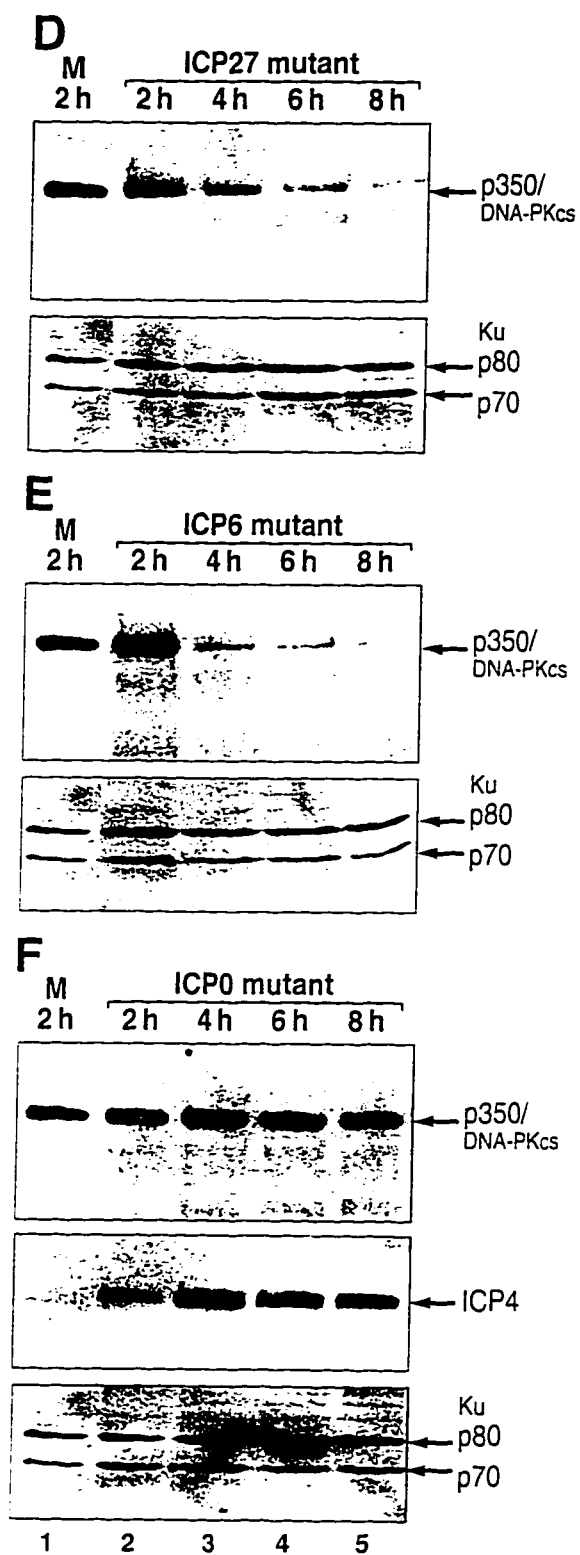 D
ICP27 mutant
M
2 h 2 h 4 h 6 h 8 h
p350/
DNA-PKcs
Ku
p80
p70
E
ICP6 mutant
M
2 h 2 h 4 h 6 h 8 h
p350/
DNA-PKcs
Ku
p80
p70
F
ICP0 mutant
M
2 h 2 h 4 h 6 h 8 h
p350/
DNA-PKcs
ICP4
Ku
p80
p70
1 2 3 4 5